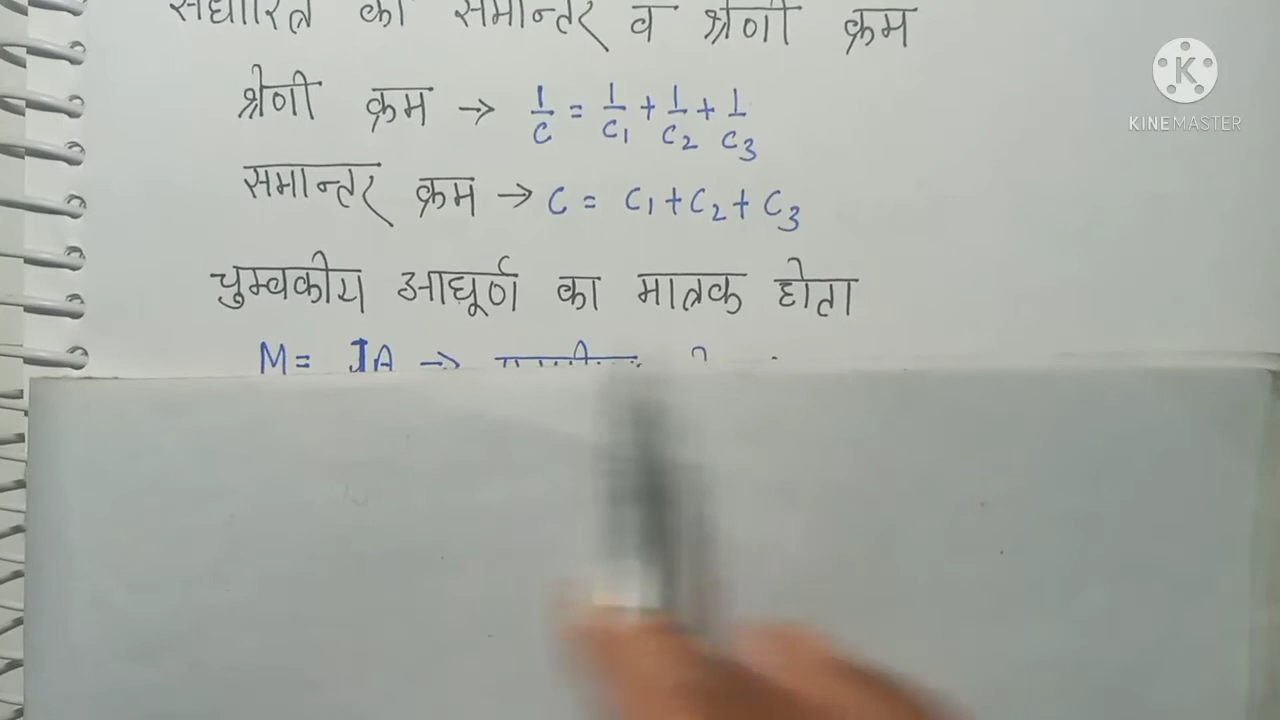 संधारित्र का समान्तर व श्रेणी क्रम
श्रेणी क्रम → 1/C = 1/C₁ + 1/C₂ + 1/C₃
समान्तर क्रम → C = C₁ + C₂ + C₃
चुम्वकीय आघूर्ण का मात्रक होता
M = IA →
KINEMASTER